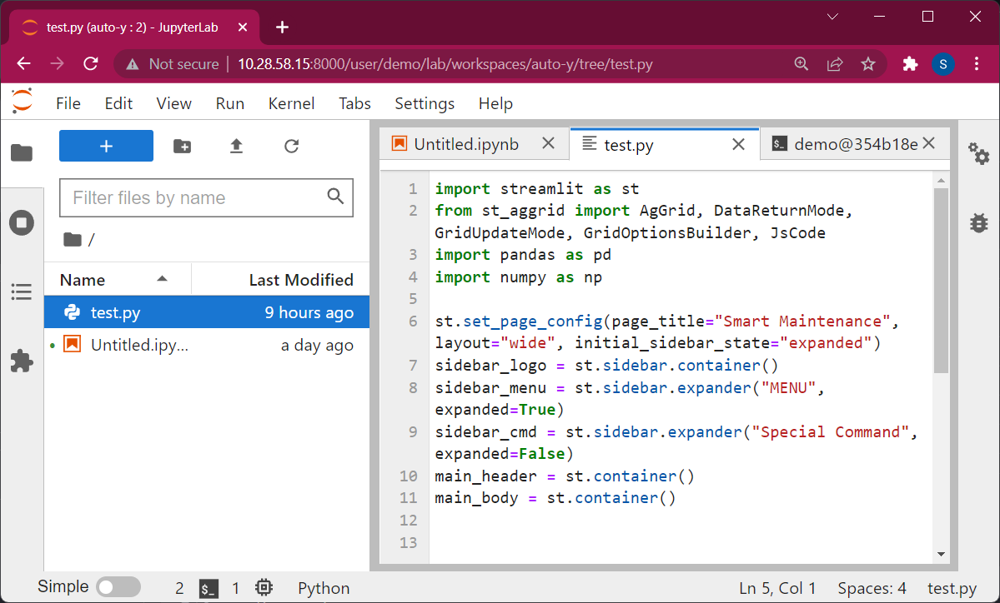 test.py (auto-y : 2) - JupyterLab
Not secure | 10.28.58.15:8000/user/demo/lab/workspaces/auto-y/tree/test.py
S
File Edit View Run Kernel Tabs Settings Help
Filter files by name
/
Name Last Modified
test.py 9 hours ago
Untitled.ipy... a day ago
Untitled.ipynb test.py demo@354b18e
1 import streamlit as st
2 from st_aggrid import AgGrid, DataReturnMode,
GridUpdateMode, GridOptionsBuilder, JsCode
3 import pandas as pd
4 import numpy as np
5
6 st.set_page_config(page_title="Smart Maintenance",
layout="wide", initial_sidebar_state="expanded")
7 sidebar_logo = st.sidebar.container()
8 sidebar_menu = st.sidebar.expander("MENU",
expanded=True)
9 sidebar_cmd = st.sidebar.expander("Special Command",
expanded=False)
10 main_header = st.container()
11 main_body = st.container()
12
13
Simple 2 $_ 1 Python Ln 5, Col 1 Spaces: 4 test.py